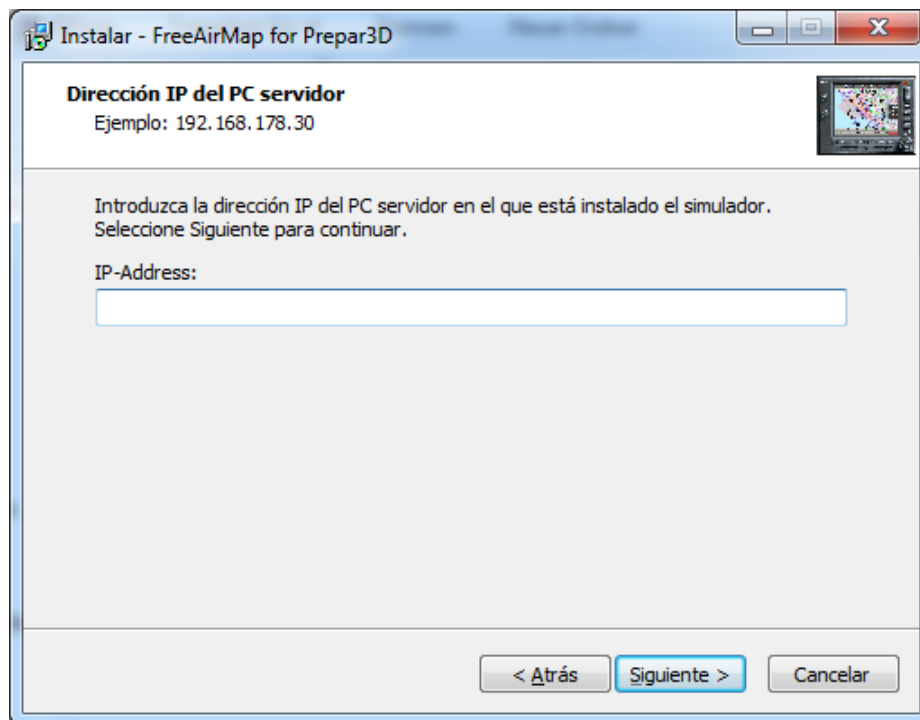 Instalar - FreeAirMap for Prepar3D
Dirección IP del PC servidor
Ejemplo: 192.168.178.30
Introduzca la dirección IP del PC servidor en el que está instalado el simulador.
Seleccione Siguiente para continuar.
IP-Address:
< Atrás Siguiente > Cancelar